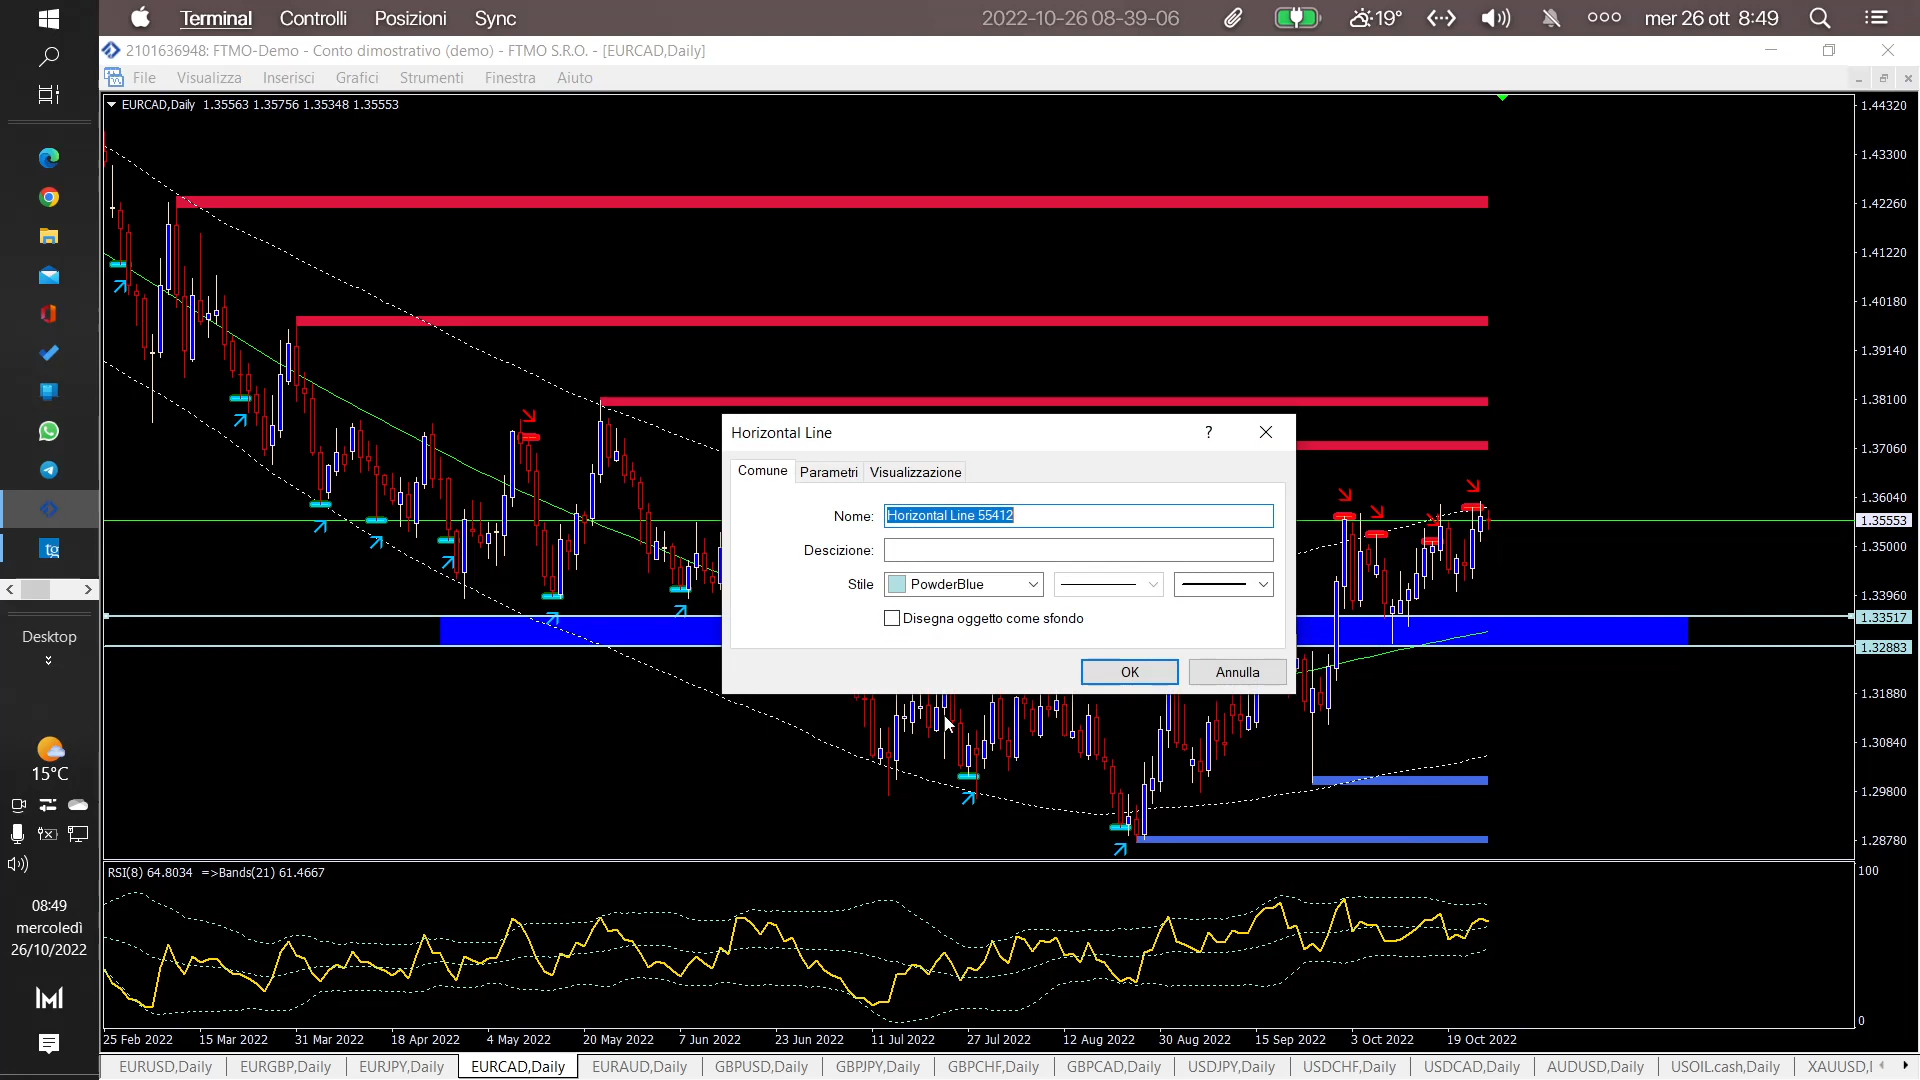 Terminal Controlli Posizioni Sync 2022-10-26 08-39-06 19° mer 26 ott 8:49
2101636948: FTMO-Demo - Conto dimostrativo (demo) - FTMO S.R.O. - [EURCAD,Daily]
File Visualizza Inserisci Grafici Strumenti Finestra Aiuto
EURCAD,Daily 1.35563 1.35756 1.35348 1.35553
1.44320
1.43300
1.42260
1.41220
1.40180
1.39140
1.38100
1.37060
1.36040
1.35553
1.35000
1.33960
1.33517
1.32883
1.31880
1.30840
1.29800
1.28780
Horizontal Line ?
Comune Parametri Visualizzazione
Nome: Horizontal Line 55412
Descizione:
Stile PowderBlue
Disegna oggetto come sfondo
OK Annulla
tg
Desktop
15°C
08:49
mercoledì
26/10/2022
RSI(8) 64.8034 =>Bands(21) 61.4667
100
0
25 Feb 2022 15 Mar 2022 31 Mar 2022 18 Apr 2022 4 May 2022 20 May 2022 7 Jun 2022 23 Jun 2022 11 Jul 2022 27 Jul 2022 12 Aug 2022 30 Aug 2022 15 Sep 2022 3 Oct 2022 19 Oct 2022
EURUSD,Daily EURGBP,Daily EURJPY,Daily EURCAD,Daily EURAUD,Daily GBPUSD,Daily GBPJPY,Daily GBPCHF,Daily GBPCAD,Daily USDJPY,Daily USDCHF,Daily USDCAD,Daily AUDUSD,Daily USOIL.cash,Daily XAUUSD,I